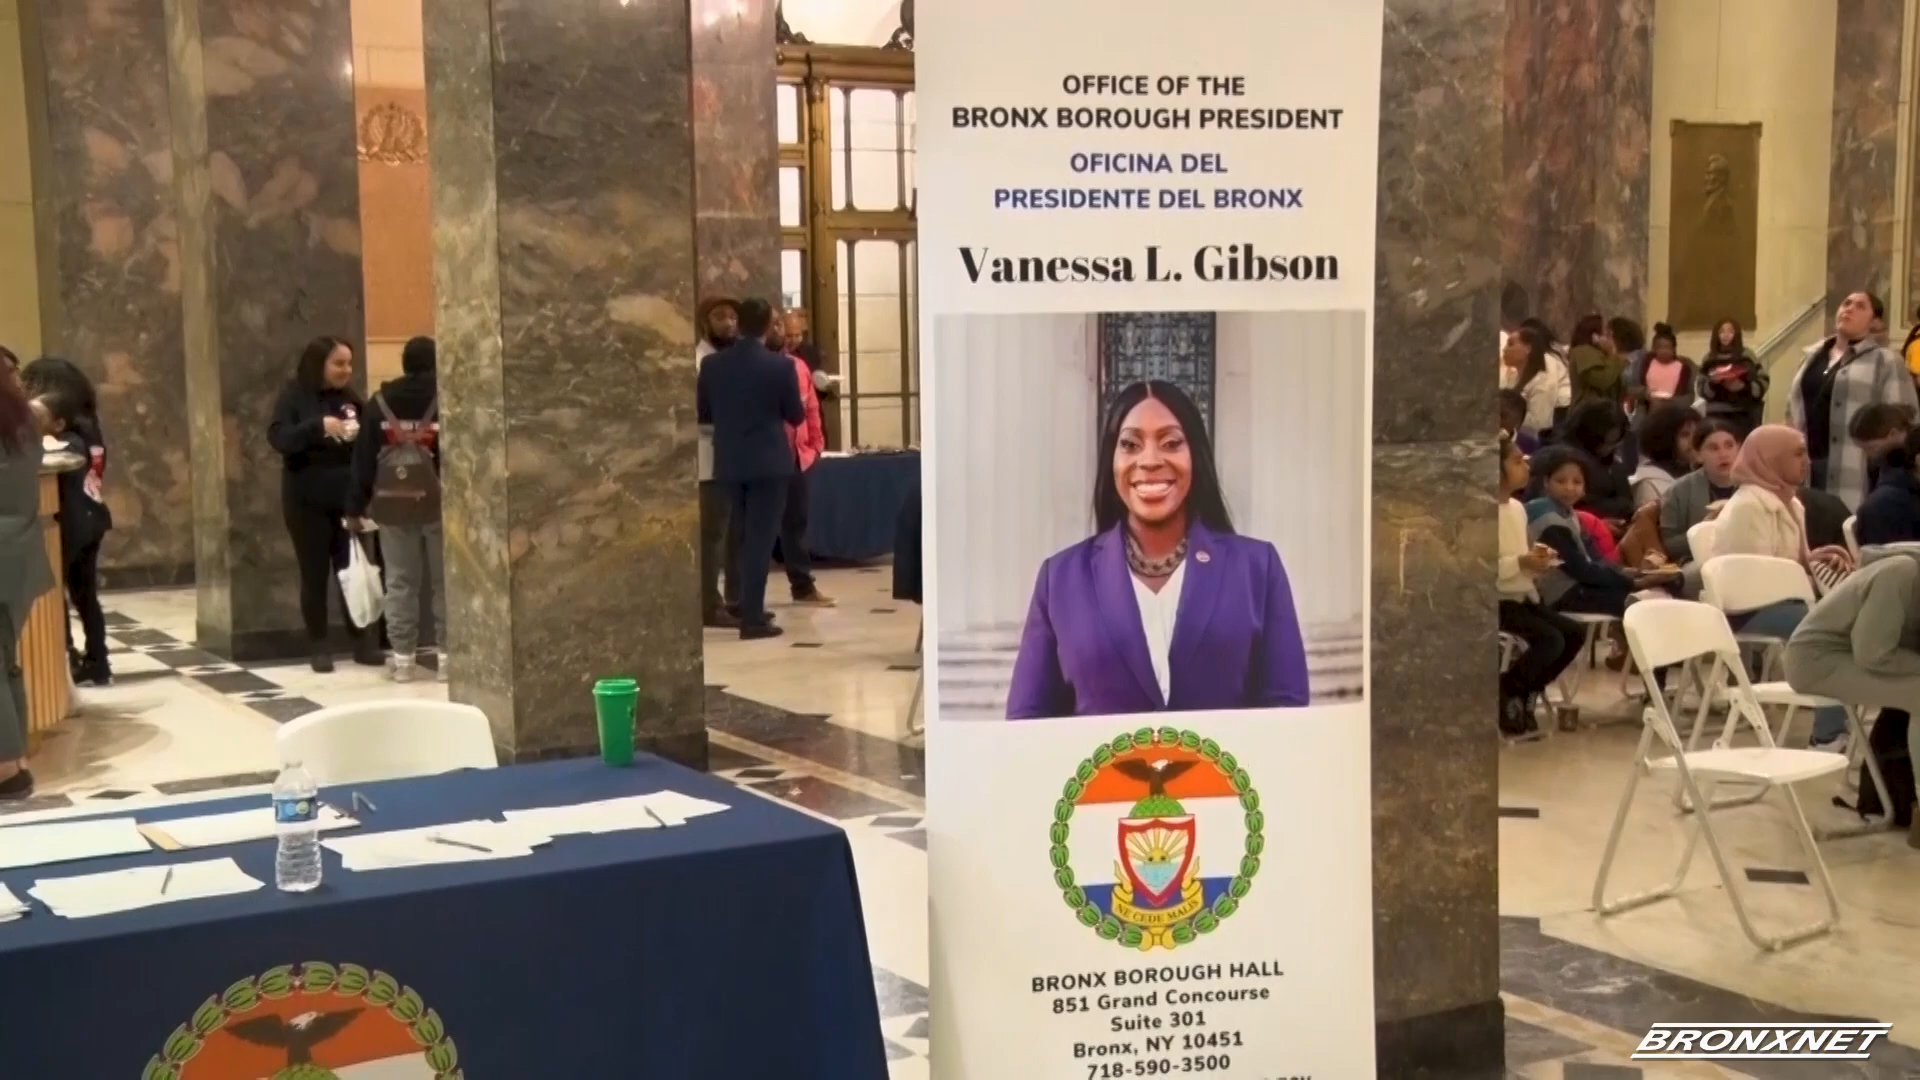 OFFICE OF THE
BRONX BOROUGH PRESIDENT
OFICINA DEL
PRESIDENTE DEL BRONX
Vanessa L. Gibson
NE CEDE MALIS
BRONX BOROUGH HALL
851 Grand Concourse
Suite 301
Bronx, NY 10451
718-590-3500
BRONXNET